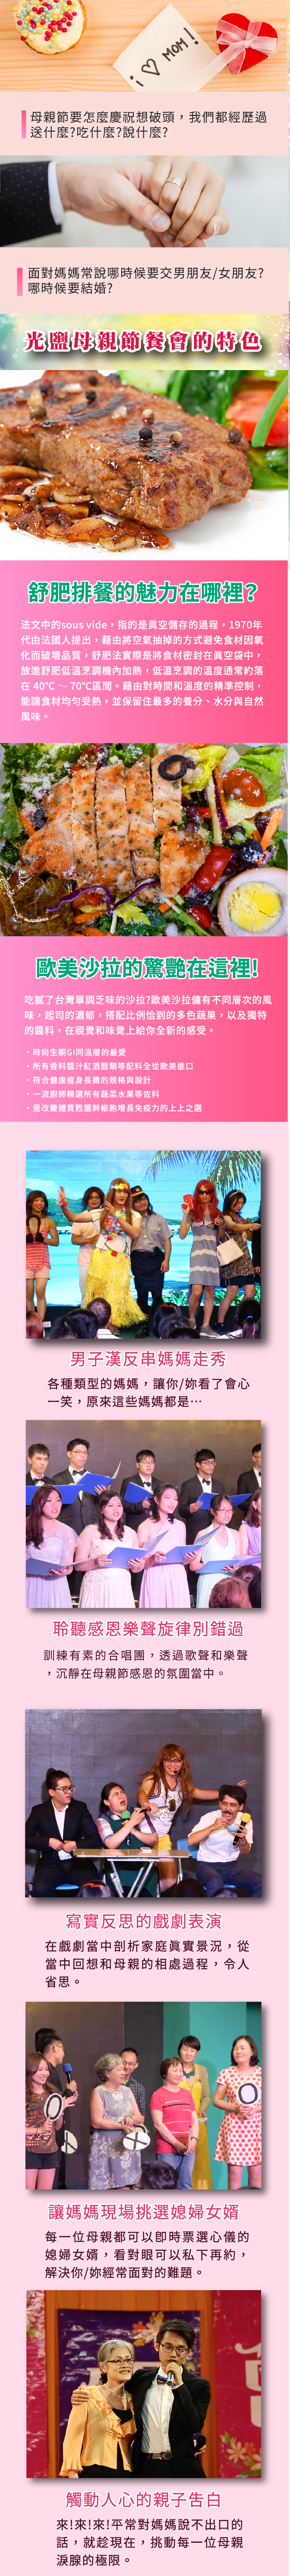 i ♡ MOM!
母親節要怎麼慶祝想破頭，我們都經歷過
送什麼?吃什麼?說什麼?
面對媽媽常說哪時候要交男朋友/女朋友?
哪時候要結婚?
光鹽母親節餐會的特色
舒肥排餐的魅力在哪裡?
法文中的sous vide，指的是真空儲存的過程，1970年
代由法國人提出，藉由將空氣抽掉的方式避免食材因氧
化而破壞品質，舒肥法實際是將食材密封在真空袋中，
放進舒肥低溫烹調機內加熱，低溫烹調的溫度通常約落
在 40°C ～ 70°C區間。藉由對時間和溫度的精準控制，
能讓食材均勻受熱，並保留住最多的養分、水分與自然
風味。
歐美沙拉的驚艷在這裡!
吃膩了台灣單調乏味的沙拉?歐美沙拉傭有不同層次的風
味，起司的濃郁，搭配比例恰到的多色蔬果，以及獨特
的醬料，在視覺和味覺上給你全新的感受。
・時尚生酮GI同溫層的最愛
・所有香料醬汁紅酒醋類等配料全從歐美進口
・符合健康瘦身長壽的規格與設計
・一流廚師精選所有蔬菜水果等佐料
・是改變體質甦醒幹細胞增長免疫力的上上之選
男子漢反串媽媽走秀
各種類型的媽媽，讓你/妳看了會心
一笑，原來這些媽媽都是⋯
聆聽感恩樂聲旋律別錯過
訓練有素的合唱團，透過歌聲和樂聲
，沉靜在母親節感恩的氛圍當中。
寫實反思的戲劇表演
在戲劇當中剖析家庭真實景況，從
當中回想和母親的相處過程，令人
省思。
讓媽媽現場挑選媳婦女婿
每一位母親都可以即時票選心儀的
媳婦女婿，看對眼可以私下再約，
解決你/妳經常面對的難題。
觸動人心的親子告白
來!來!來!平常對媽媽說不出口的
話，就趁現在，挑動每一位母親
淚腺的極限。